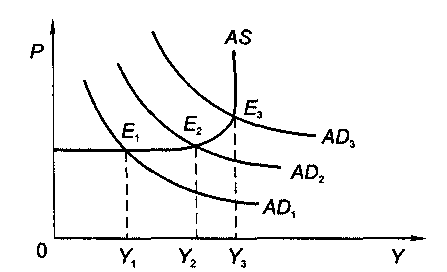 P
AS
E₁
E₂
E₃
AD₃
AD₂
AD₁
0
Y₁
Y₂
Y₃
Y